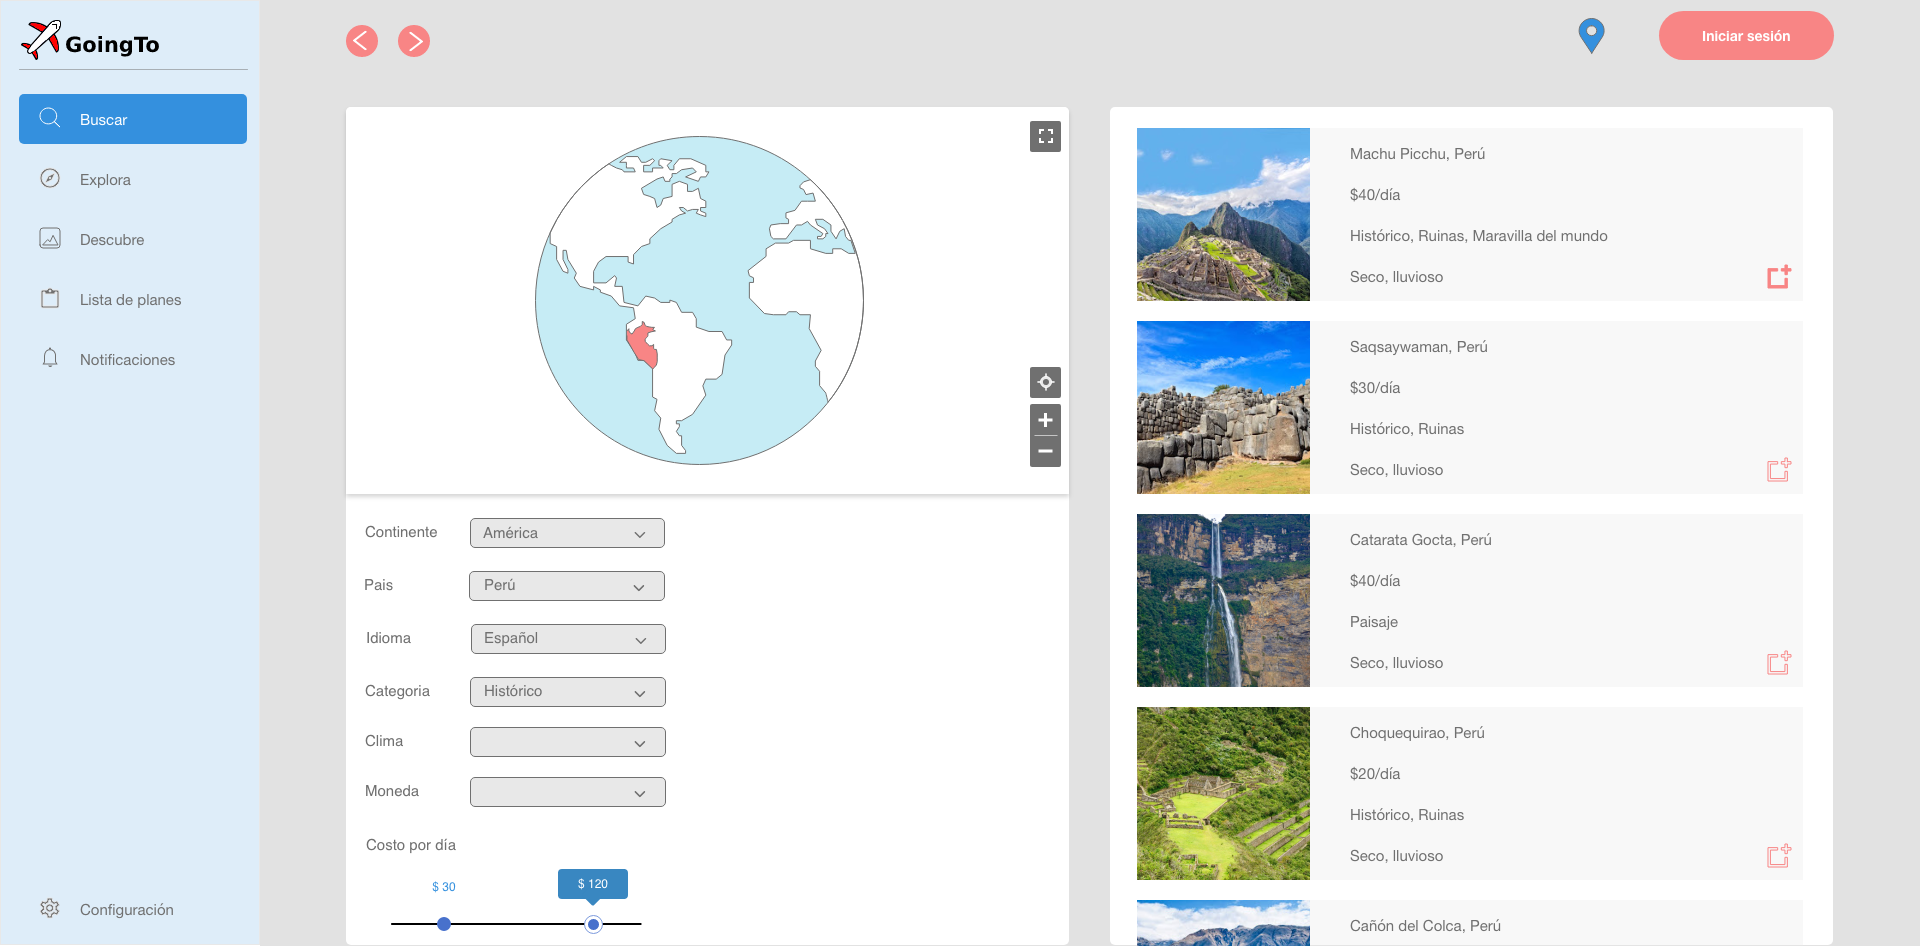 GoingTo
Iniciar sesión
Buscar
Explora
Descubre
Lista de planes
Notificaciones
Configuración
Continente
América
Pais
Perú
Idioma
Español
Categoria
Histórico
Clima
Moneda
Costo por día
$ 30
$ 120
Machu Picchu, Perú
$40/día
Histórico, Ruinas, Maravilla del mundo
Seco, lluvioso
Saqsaywaman, Perú
$30/día
Histórico, Ruinas
Seco, lluvioso
Catarata Gocta, Perú
$40/día
Paisaje
Seco, lluvioso
Choquequirao, Perú
$20/día
Histórico, Ruinas
Seco, lluvioso
Cañón del Colca, Perú